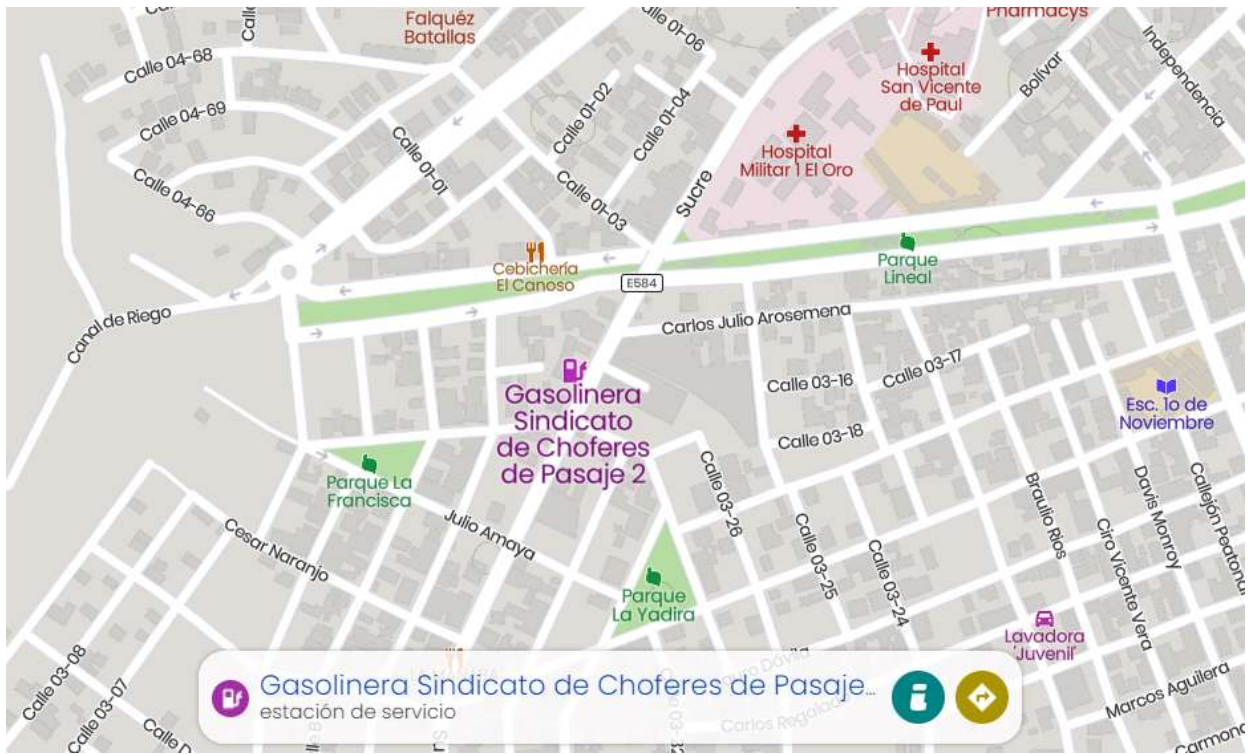 Falquéz
Batallas
Calle 04-68
Calle 01-06
Pharmacys
Hospital
San Vicente
de Paul
Bolívar
Independencia
Calle 04-69
Calle 01-02
Calle 01-04
Calle 01-01
Hospital
Militar 1 El Oro
Calle 04-66
Calle 01-03
Sucre
Cebichería
El Canoso
E584
Parque
Lineal
Canal de Riego
Carlos Julio Arosemena
Calle 03-16
Calle 03-17
Gasolinera
Sindicato
de Choferes
de Pasaje 2
Esc. 1o de
Noviembre
Calle 03-18
Parque La
Francisca
Julio Amaya
Calle 03-26
Cesar Naranjo
Calle 03-25
Calle 03-24
Braulio Rios
Ciro Vicente Vera
Davis Monroy
Callejón Peatonal
Parque
La Yadira
Lavadora
'Juvenil'
Calle 03-08
Calle 03-07
Marcos Aguilera
Gasolinera Sindicato de Choferes de Pasaje...
estación de servicio
Carlos Regalado
Carmona